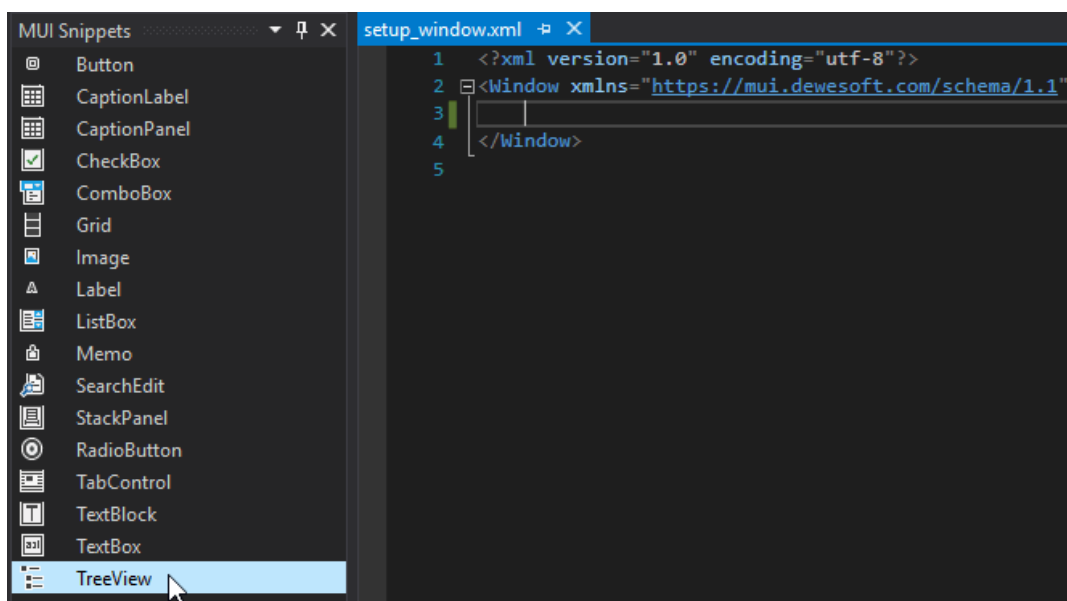 MUI Snippets
Button
CaptionLabel
CaptionPanel
CheckBox
ComboBox
Grid
Image
Label
ListBox
Memo
SearchEdit
StackPanel
RadioButton
TabControl
TextBlock
TextBox
TreeView
setup_window.xml
1 <?xml version="1.0" encoding="utf-8"?>
2 <Window xmlns="https://mui.dewesoft.com/schema/1.1"
3
4 </Window>
5